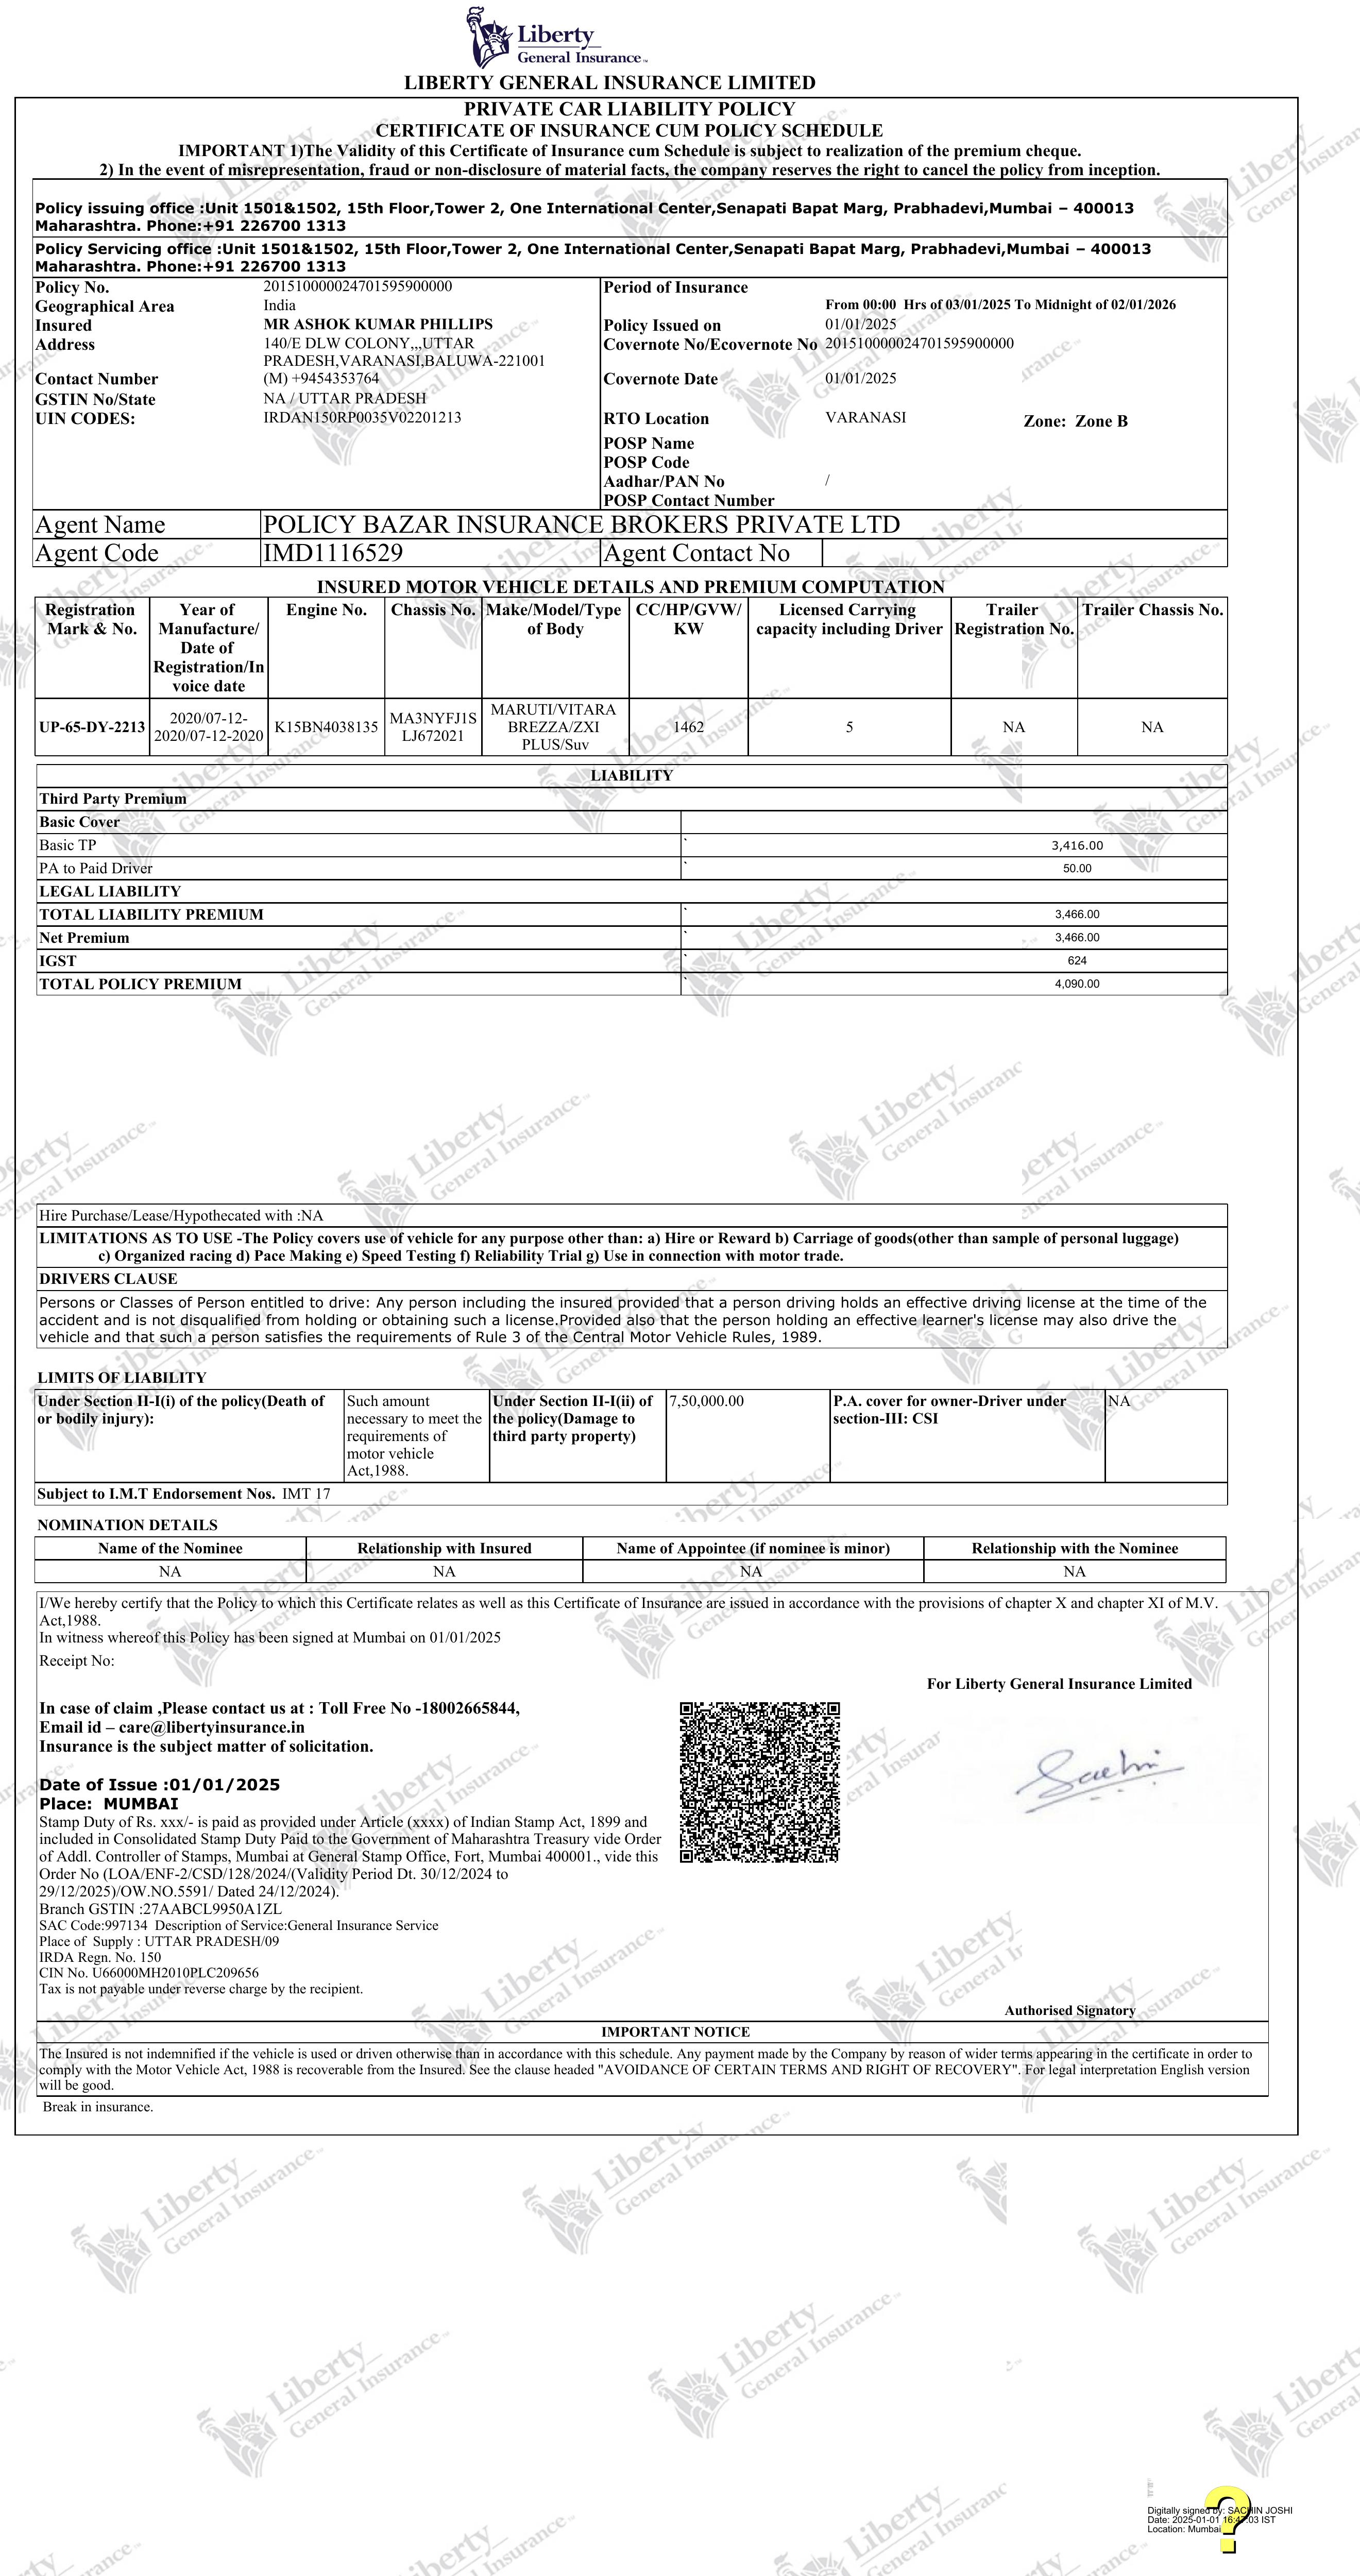 Liberty
General Insurance
LIBERTY GENERAL INSURANCE LIMITED
PRIVATE CAR LIABILITY POLICY
CERTIFICATE OF INSURANCE CUM POLICY SCHEDULE
IMPORTANT 1)The Validity of this Certificate of Insurance cum Schedule is subject to realization of the premium cheque.
2) In the event of misrepresentation, fraud or non-disclosure of material facts, the company reserves the right to cancel the policy from inception.
Policy issuing office :Unit 1501&1502, 15th Floor,Tower 2, One International Center,Senapati Bapat Marg, Prabhadevi,Mumbai – 400013
Maharashtra. Phone:+91 226700 1313
Policy Servicing office :Unit 1501&1502, 15th Floor,Tower 2, One International Center,Senapati Bapat Marg, Prabhadevi,Mumbai – 400013
Maharashtra. Phone:+91 226700 1313
Policy No. 201510000024701595900000 Period of Insurance
Geographical Area India From 00:00 Hrs of 03/01/2025 To Midnight of 02/01/2026
Insured MR ASHOK KUMAR PHILLIPS Policy Issued on 01/01/2025
Address 140/E DLW COLONY,,,UTTAR Covernote No/Ecovernote No 201510000024701595900000
PRADESH,VARANASI,BALUWA-221001
Contact Number (M) +9454353764 Covernote Date 01/01/2025
GSTIN No/State NA / UTTAR PRADESH
UIN CODES: IRDAN150RP0035V02201213 RTO Location VARANASI Zone: Zone B
POSP Name
POSP Code
Aadhar/PAN No /
POSP Contact Number
Agent Name POLICY BAZAR INSURANCE BROKERS PRIVATE LTD
Agent Code IMD1116529 Agent Contact No
INSURED MOTOR VEHICLE DETAILS AND PREMIUM COMPUTATION
Registration Year of Engine No. Chassis No. Make/Model/Type CC/HP/GVW/ Licensed Carrying Trailer Trailer Chassis No.
Mark & No. Manufacture/ of Body KW capacity including Driver Registration No.
Date of
Registration/In
voice date
UP-65-DY-2213 2020/07-12- K15BN4038135 MA3NYFJ1S MARUTI/VITARA 1462 5 NA NA
2020/07-12-2020 LJ672021 BREZZA/ZXI
PLUS/Suv
LIABILITY
Third Party Premium
Basic Cover
Basic TP ` 3,416.00
PA to Paid Driver ` 50.00
LEGAL LIABILITY
TOTAL LIABILITY PREMIUM ` 3,466.00
Net Premium ` 3,466.00
IGST ` 624
TOTAL POLICY PREMIUM ` 4,090.00
Hire Purchase/Lease/Hypothecated with :NA
LIMITATIONS AS TO USE -The Policy covers use of vehicle for any purpose other than: a) Hire or Reward b) Carriage of goods(other than sample of personal luggage)
c) Organized racing d) Pace Making e) Speed Testing f) Reliability Trial g) Use in connection with motor trade.
DRIVERS CLAUSE
Persons or Classes of Person entitled to drive: Any person including the insured provided that a person driving holds an effective driving license at the time of the
accident and is not disqualified from holding or obtaining such a license.Provided also that the person holding an effective learner's license may also drive the
vehicle and that such a person satisfies the requirements of Rule 3 of the Central Motor Vehicle Rules, 1989.
LIMITS OF LIABILITY
Under Section II-I(i) of the policy(Death of Such amount Under Section II-I(ii) of 7,50,000.00 P.A. cover for owner-Driver under NA
or bodily injury): necessary to meet the the policy(Damage to section-III: CSI
requirements of third party property)
motor vehicle
Act,1988.
Subject to I.M.T Endorsement Nos. IMT 17
NOMINATION DETAILS
Name of the Nominee Relationship with Insured Name of Appointee (if nominee is minor) Relationship with the Nominee
NA NA NA NA
I/We hereby certify that the Policy to which this Certificate relates as well as this Certificate of Insurance are issued in accordance with the provisions of chapter X and chapter XI of M.V.
Act,1988.
In witness whereof this Policy has been signed at Mumbai on 01/01/2025
Receipt No:
For Liberty General Insurance Limited
In case of claim ,Please contact us at : Toll Free No -18002665844,
Email id – care@libertyinsurance.in
Insurance is the subject matter of solicitation.
Date of Issue :01/01/2025
Place: MUMBAI
Stamp Duty of Rs. xxx/- is paid as provided under Article (xxxx) of Indian Stamp Act, 1899 and
included in Consolidated Stamp Duty Paid to the Government of Maharashtra Treasury vide Order
of Addl. Controller of Stamps, Mumbai at General Stamp Office, Fort, Mumbai 400001., vide this
Order No (LOA/ENF-2/CSD/128/2024/(Validity Period Dt. 30/12/2024 to
29/12/2025)/OW.NO.5591/ Dated 24/12/2024).
Branch GSTIN :27AABCL9950A1ZL
SAC Code:997134 Description of Service:General Insurance Service
Place of Supply : UTTAR PRADESH/09
IRDA Regn. No. 150
CIN No. U66000MH2010PLC209656
Tax is not payable under reverse charge by the recipient.
Authorised Signatory
IMPORTANT NOTICE
The Insured is not indemnified if the vehicle is used or driven otherwise than in accordance with this schedule. Any payment made by the Company by reason of wider terms appearing in the certificate in order to
comply with the Motor Vehicle Act, 1988 is recoverable from the Insured. See the clause headed "AVOIDANCE OF CERTAIN TERMS AND RIGHT OF RECOVERY". For legal interpretation English version
will be good.
Break in insurance.
Digitally signed by: SACHIN JOSHI
Date: 2025-01-01 16:47:03 IST
Location: Mumbai